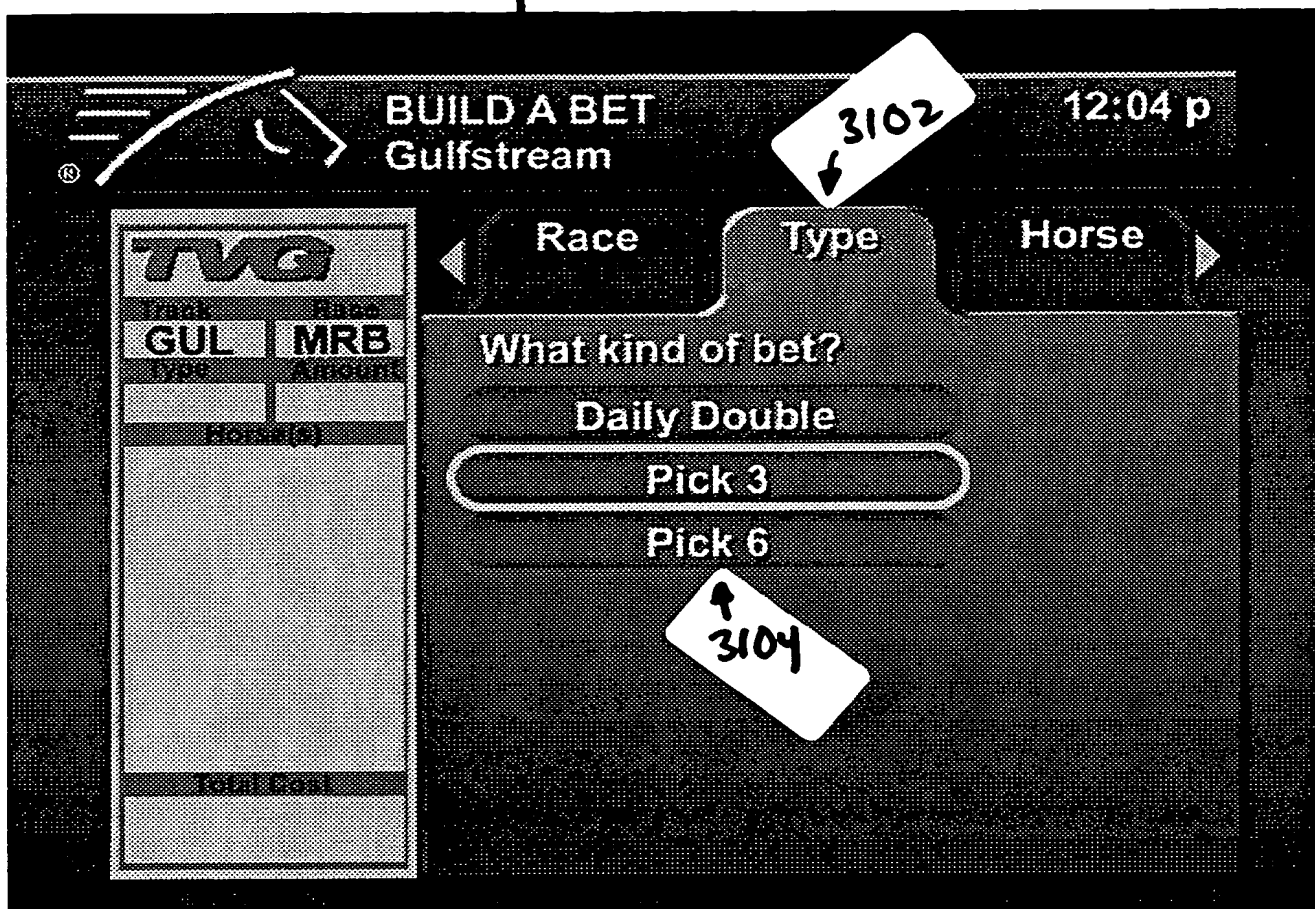 BUILD A BET
Gulfstream
12:04 p
3102
®
TVG
Track Race
GUL MRB
Type Amount
Horse(s)
Total Cost
Race Type Horse
What kind of bet?
Daily Double
Pick 3
Pick 6
3104